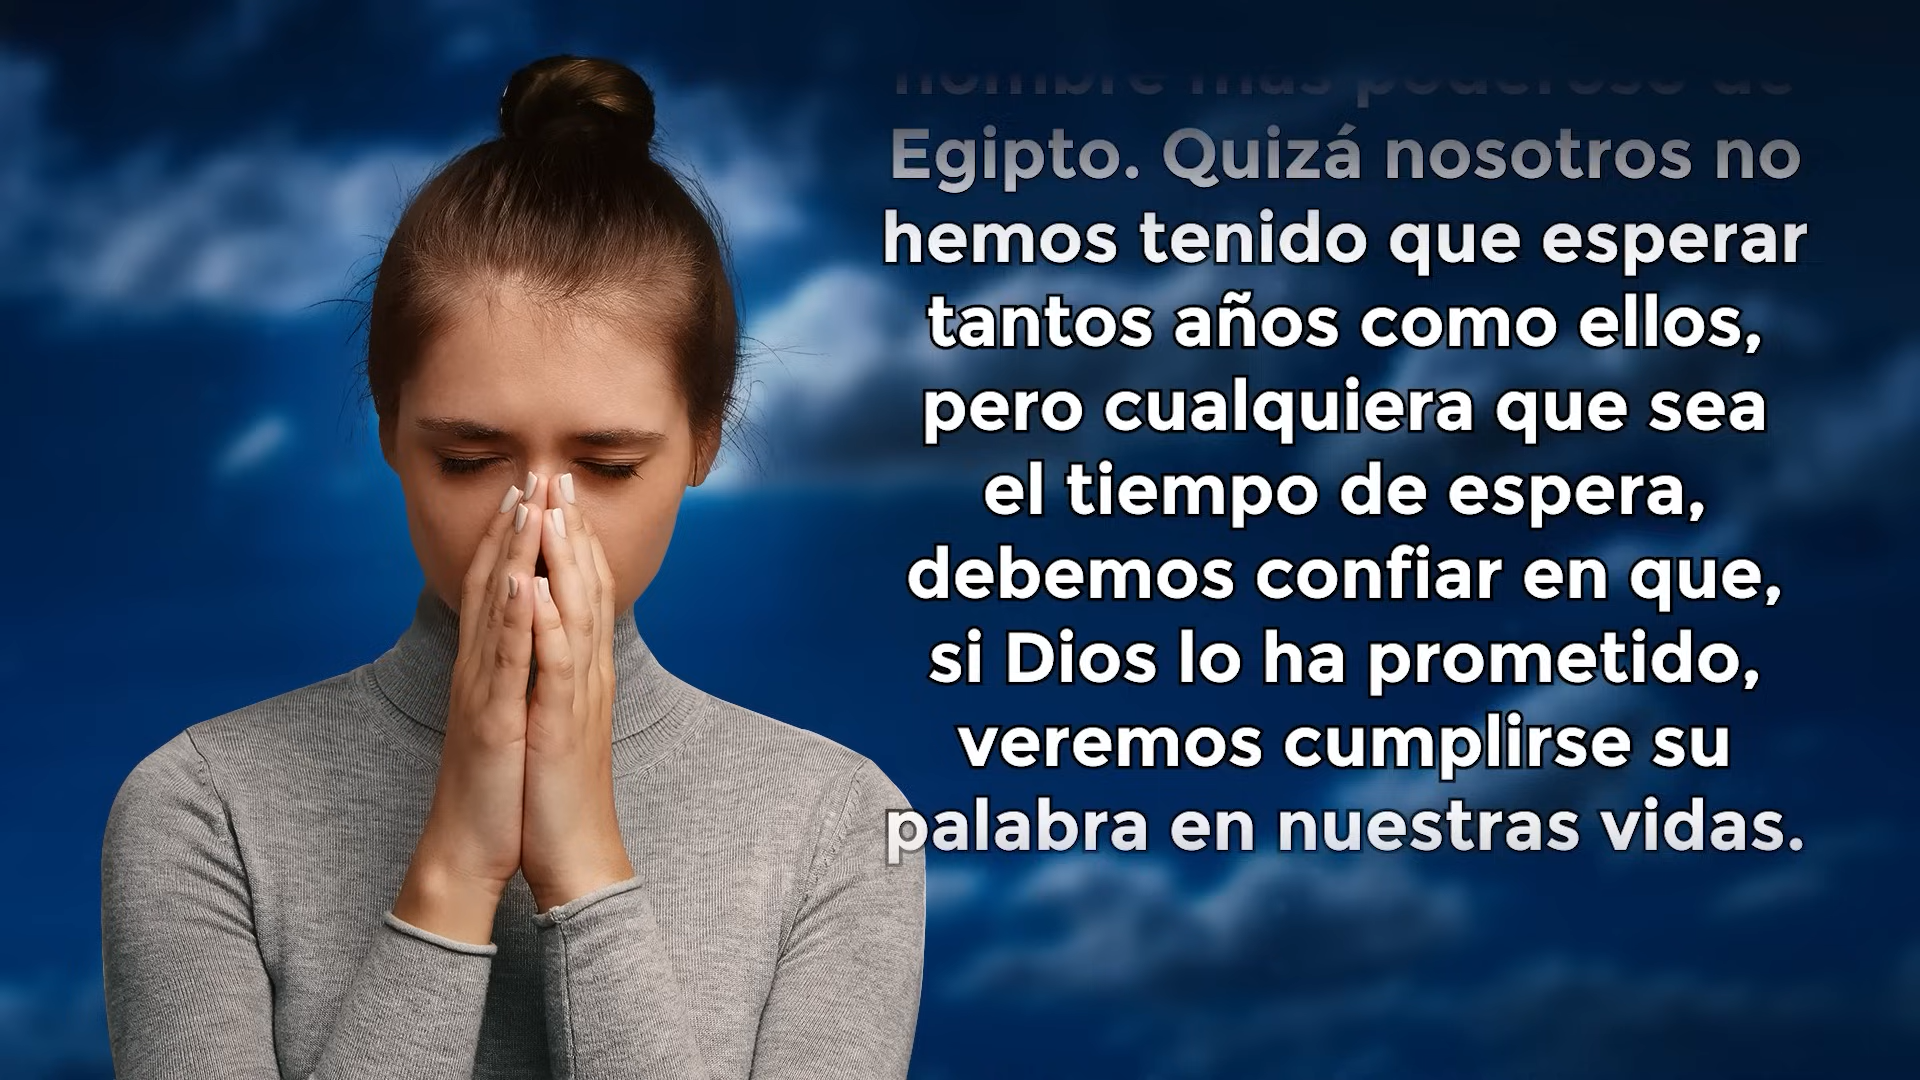 Egipto. Quizá nosotros no
hemos tenido que esperar
tantos años como ellos,
pero cualquiera que sea
el tiempo de espera,
debemos confiar en que,
si Dios lo ha prometido,
veremos cumplirse su
palabra en nuestras vidas.